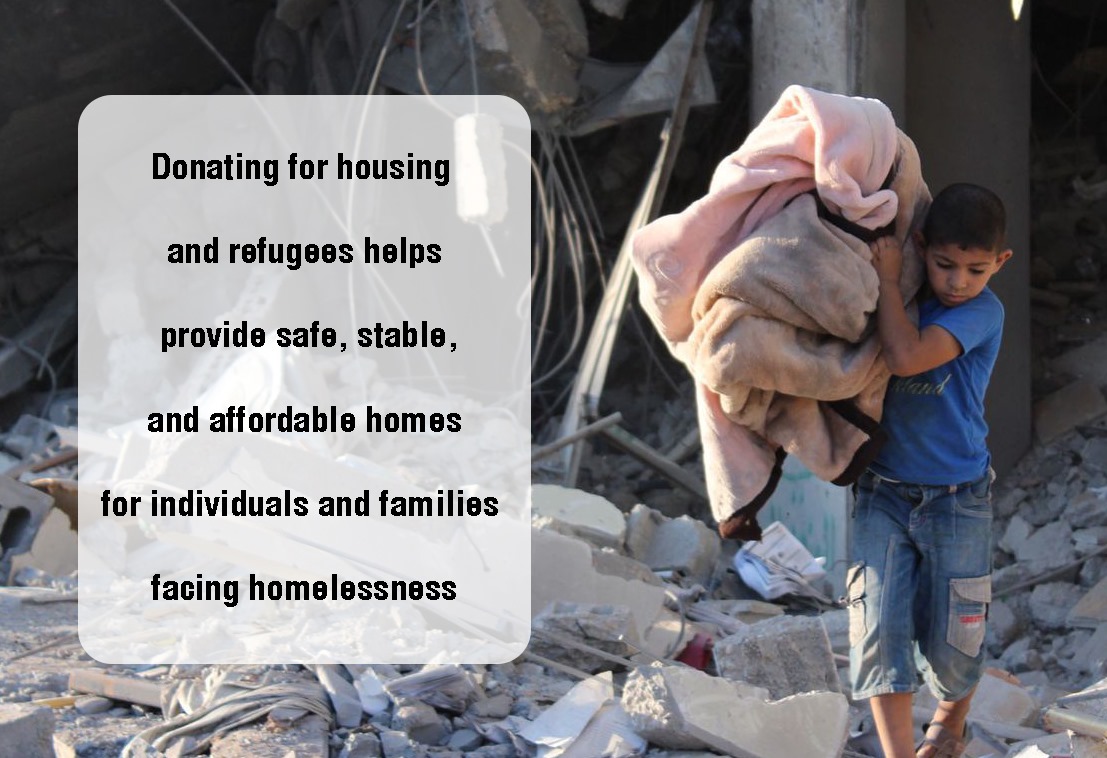 Donating for housing
and refugees helps
provide safe, stable,
and affordable homes
for individuals and families
facing homelessness